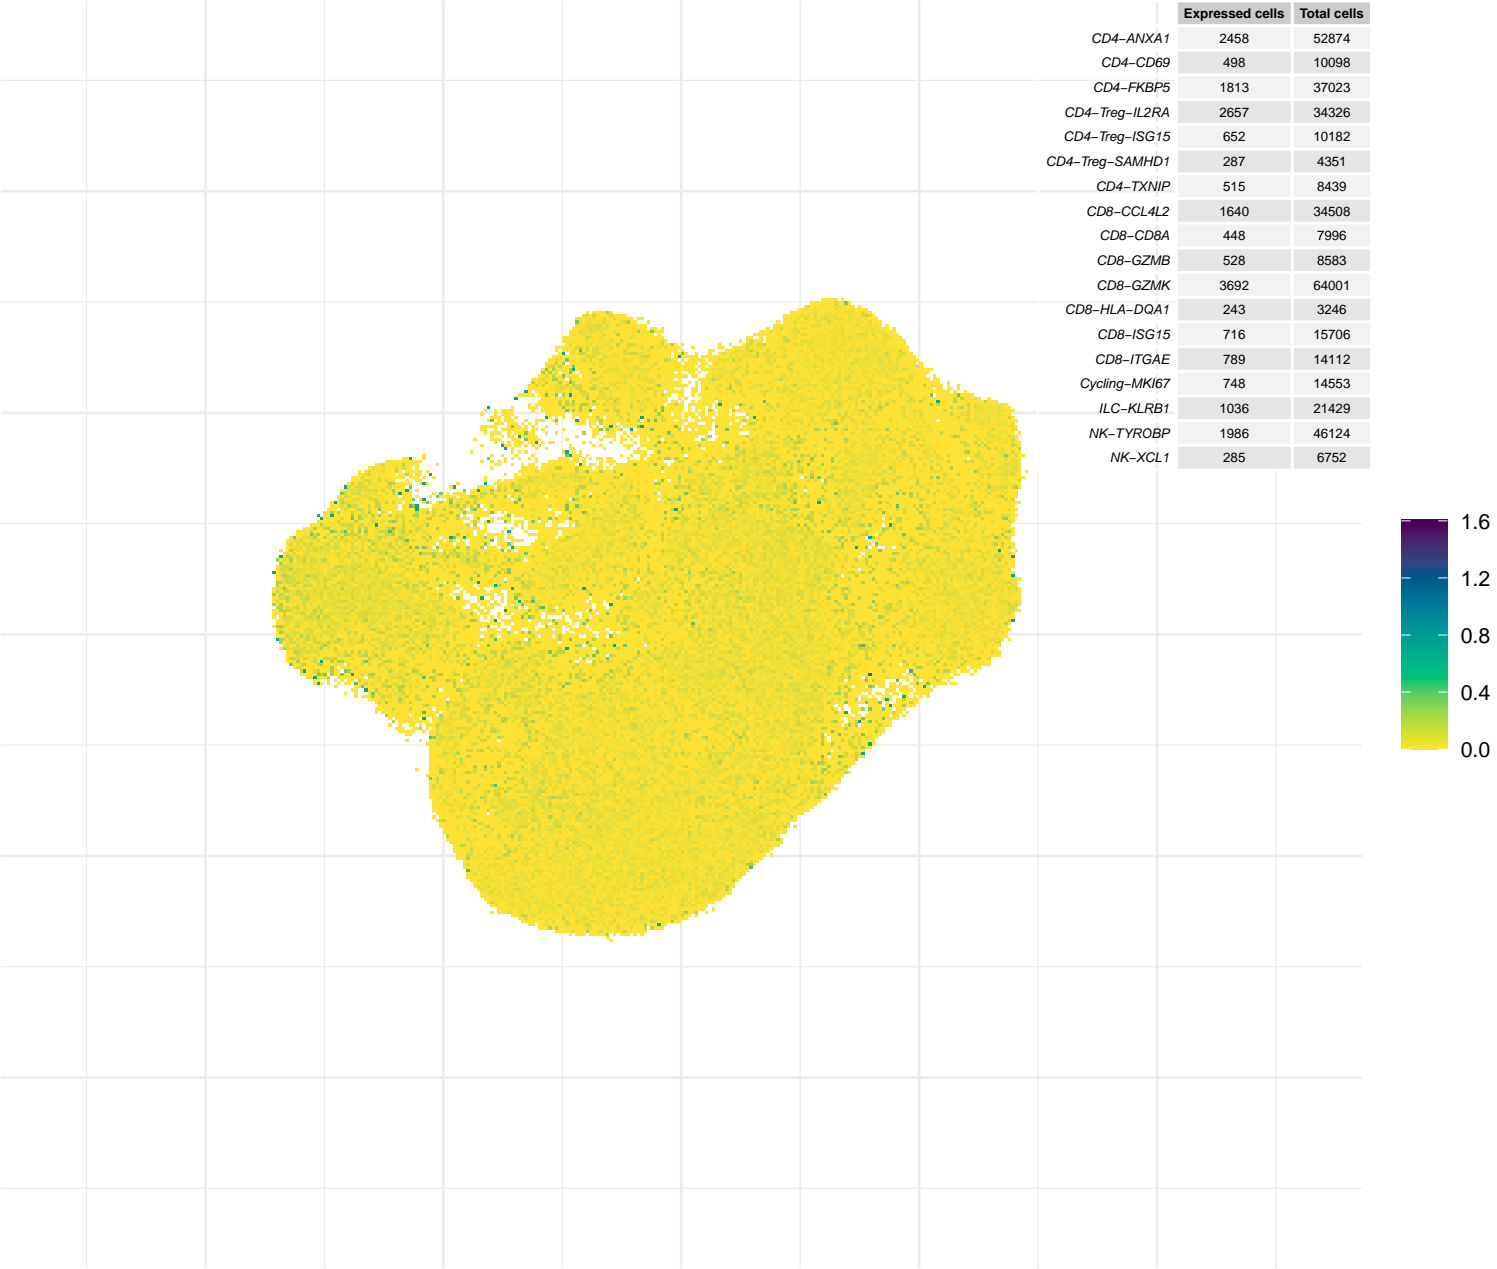 Expressed cells Total cells
CD4−ANXA1 2458 52874
CD4−CD69 498 10098
CD4−FKBP5 1813 37023
CD4−Treg−IL2RA 2657 34326
CD4−Treg−ISG15 652 10182
CD4−Treg−SAMHD1 287 4351
CD4−TXNIP 515 8439
CD8−CCL4L2 1640 34508
CD8−CD8A 448 7996
CD8−GZMB 528 8583
CD8−GZMK 3692 64001
CD8−HLA−DQA1 243 3246
CD8−ISG15 716 15706
CD8−ITGAE 789 14112
Cycling−MKI67 748 14553
ILC−KLRB1 1036 21429
NK−TYROBP 1986 46124
NK−XCL1 285 6752
1.6
1.2
0.8
0.4
0.0